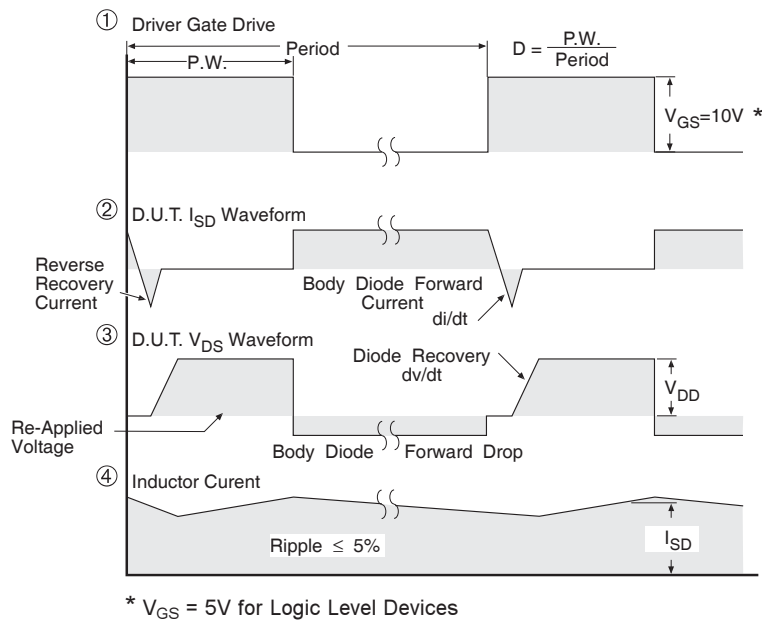 ① Driver Gate Drive
P.W.
Period
D = P.W. / Period
V_GS=10V *
② D.U.T. I_SD Waveform
Reverse
Recovery
Current
Body Diode Forward
Current
di/dt
③ D.U.T. V_DS Waveform
Diode Recovery
dv/dt
V_DD
Re-Applied
Voltage
Body Diode Forward Drop
④ Inductor Curent
Ripple ≤ 5%
I_SD
* V_GS = 5V for Logic Level Devices